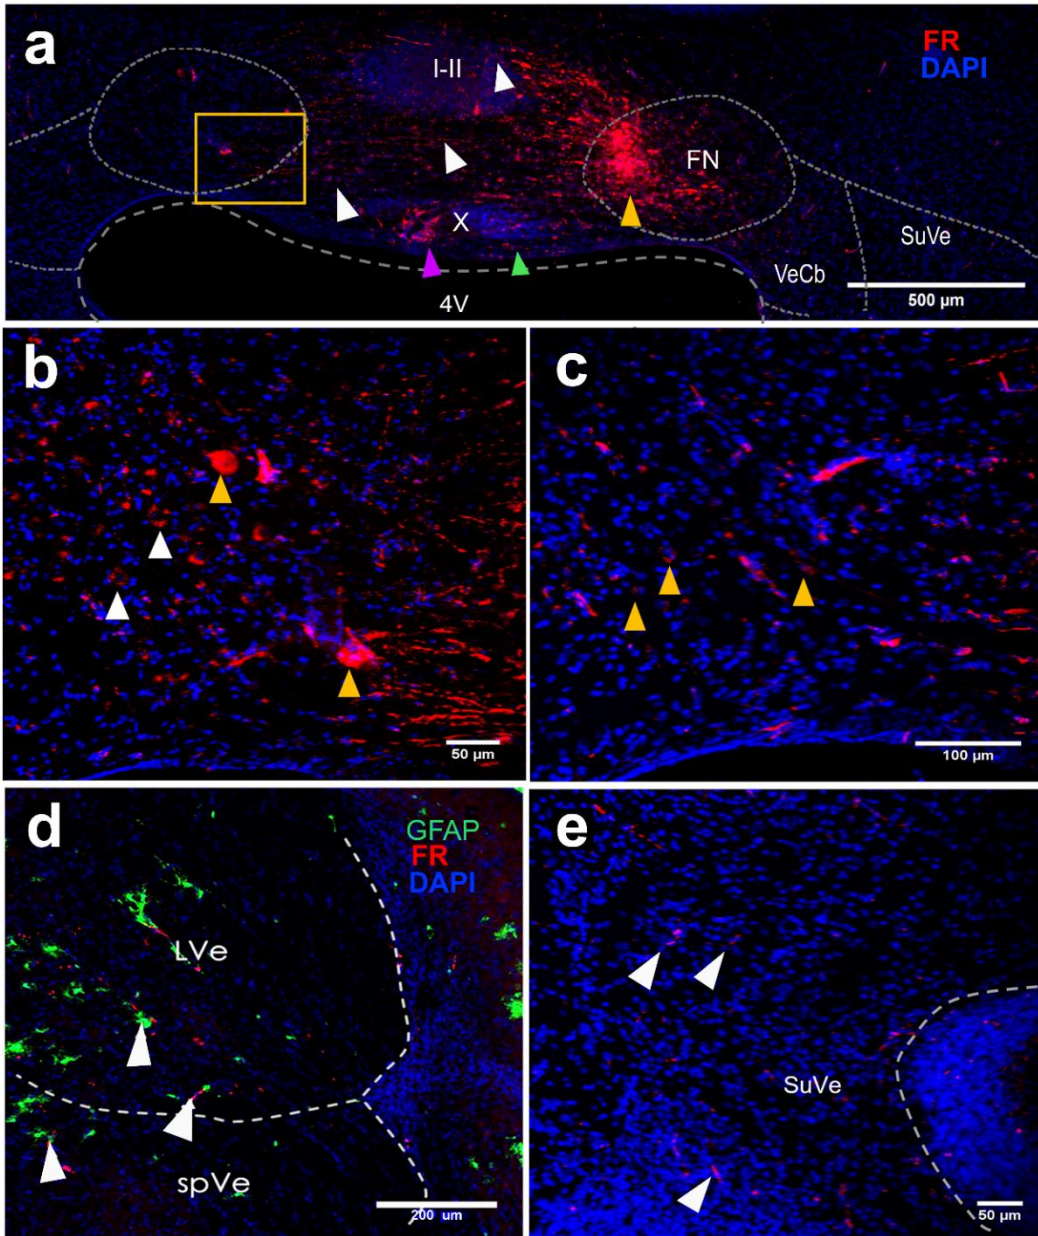 a
I-II
FR
DAPI
FN
X
SuVe
VeCb
4V
500 µm
b
50 µm
c
100 µm
d
GFAP
FR
DAPI
LVe
spVe
200 um
e
SuVe
50 µm